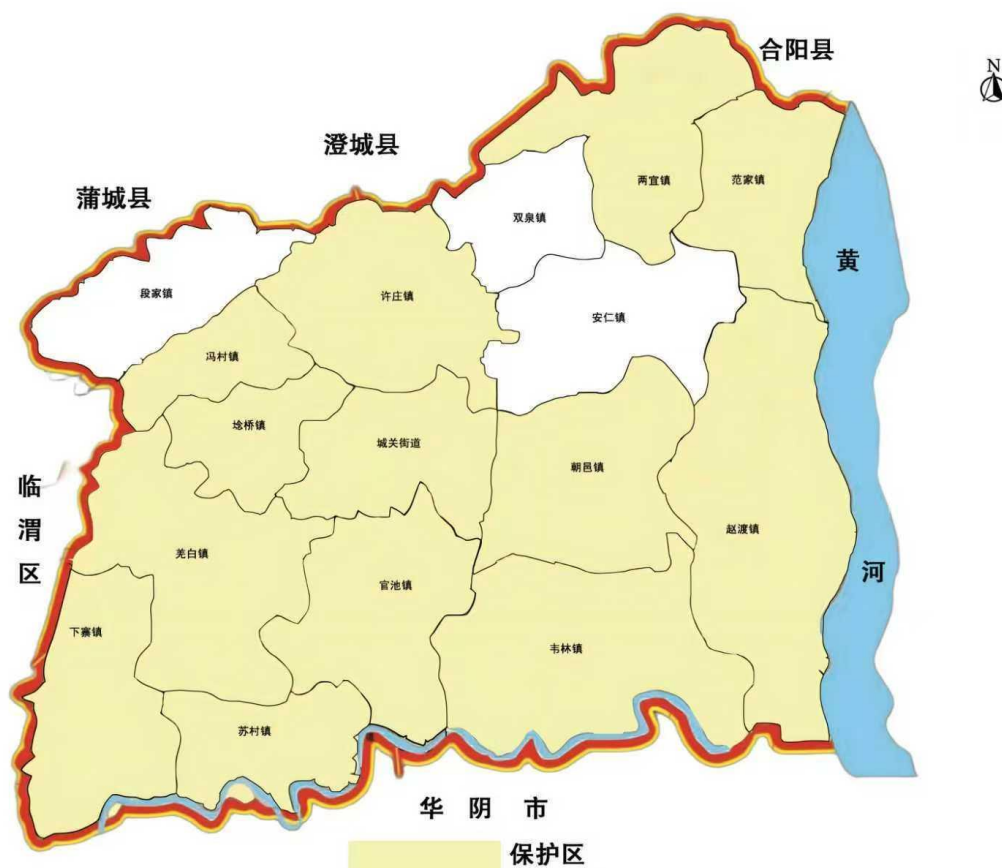 合阳县
N
澄城县
蒲城县
两宜镇
范家镇
双泉镇
黄
段家镇
许庄镇
安仁镇
冯村镇
埝桥镇
城关街道
朝邑镇
临
渭
区
赵渡镇
羌白镇
官池镇
河
下寨镇
韦林镇
苏村镇
华阴市
保护区